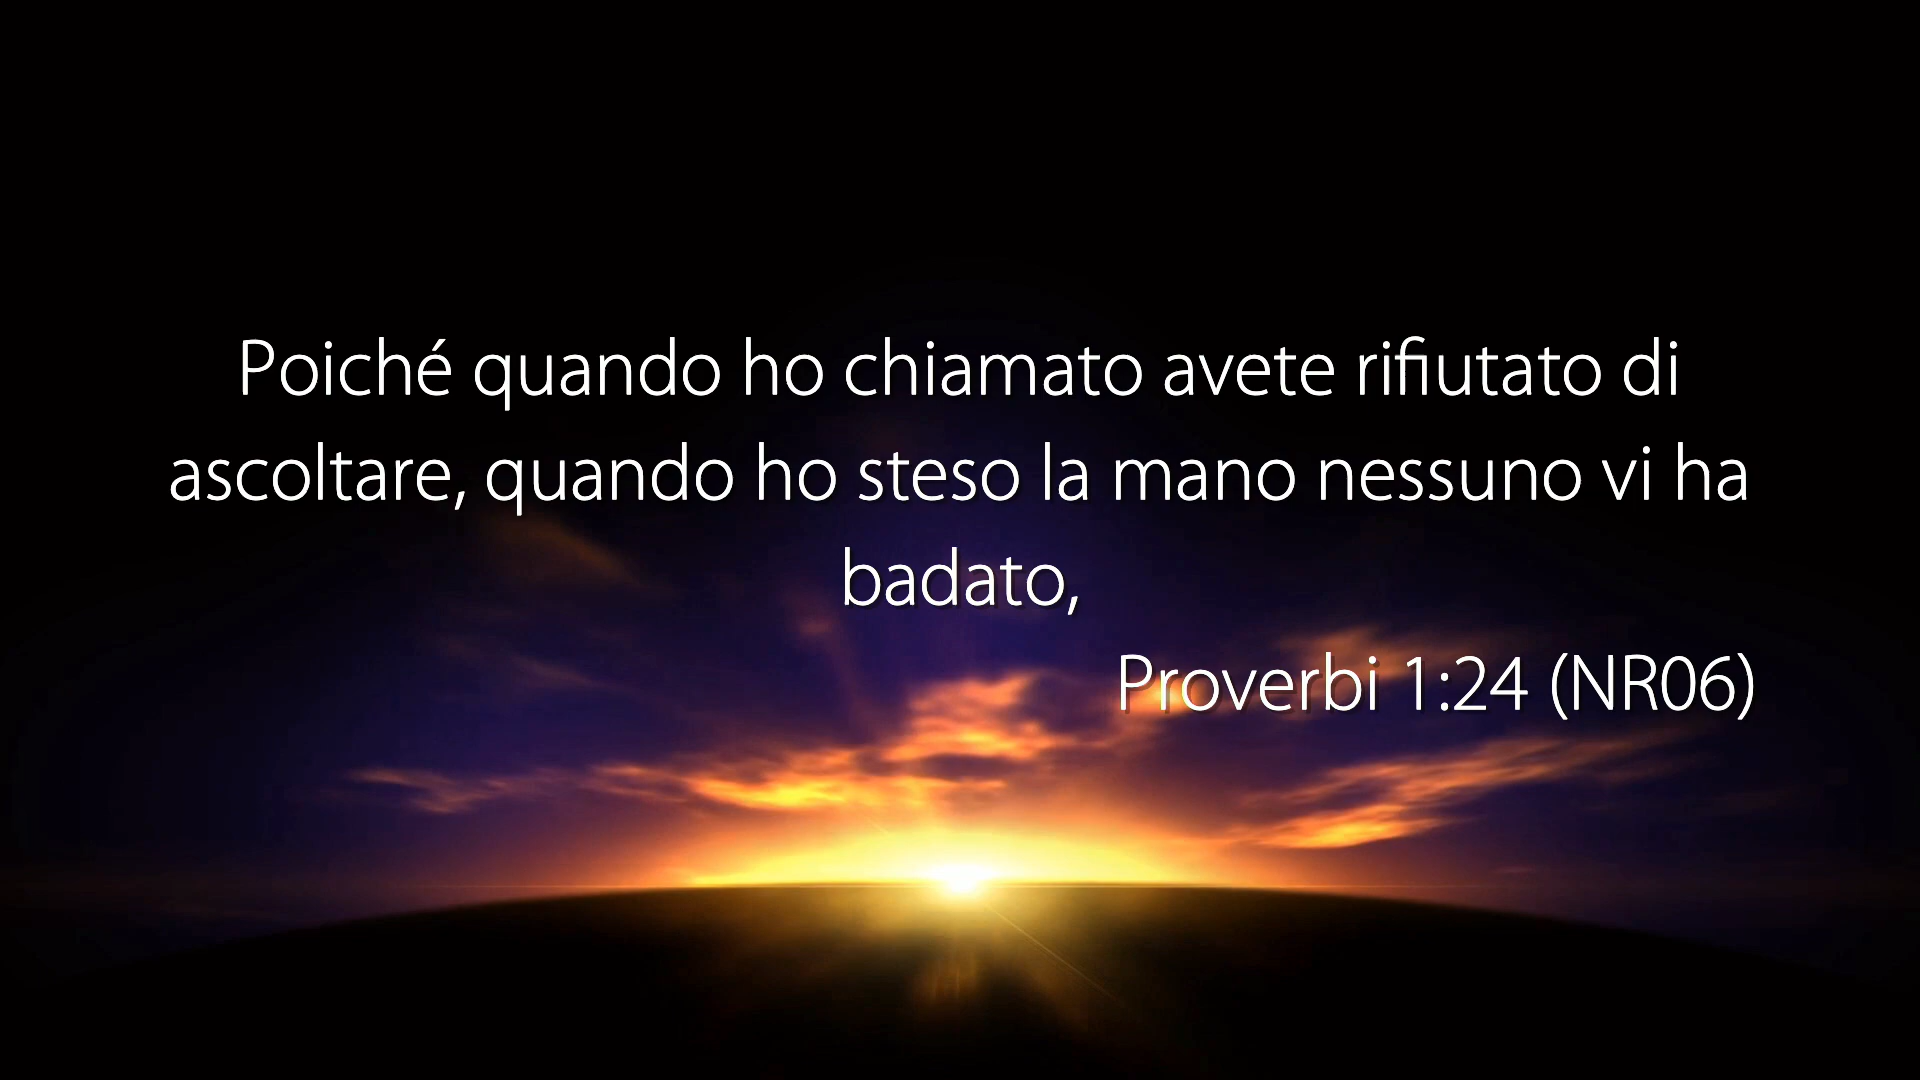 Poiché quando ho chiamato avete rifiutato di
ascoltare, quando ho steso la mano nessuno vi ha
badato,
Proverbi 1:24 (NR06)